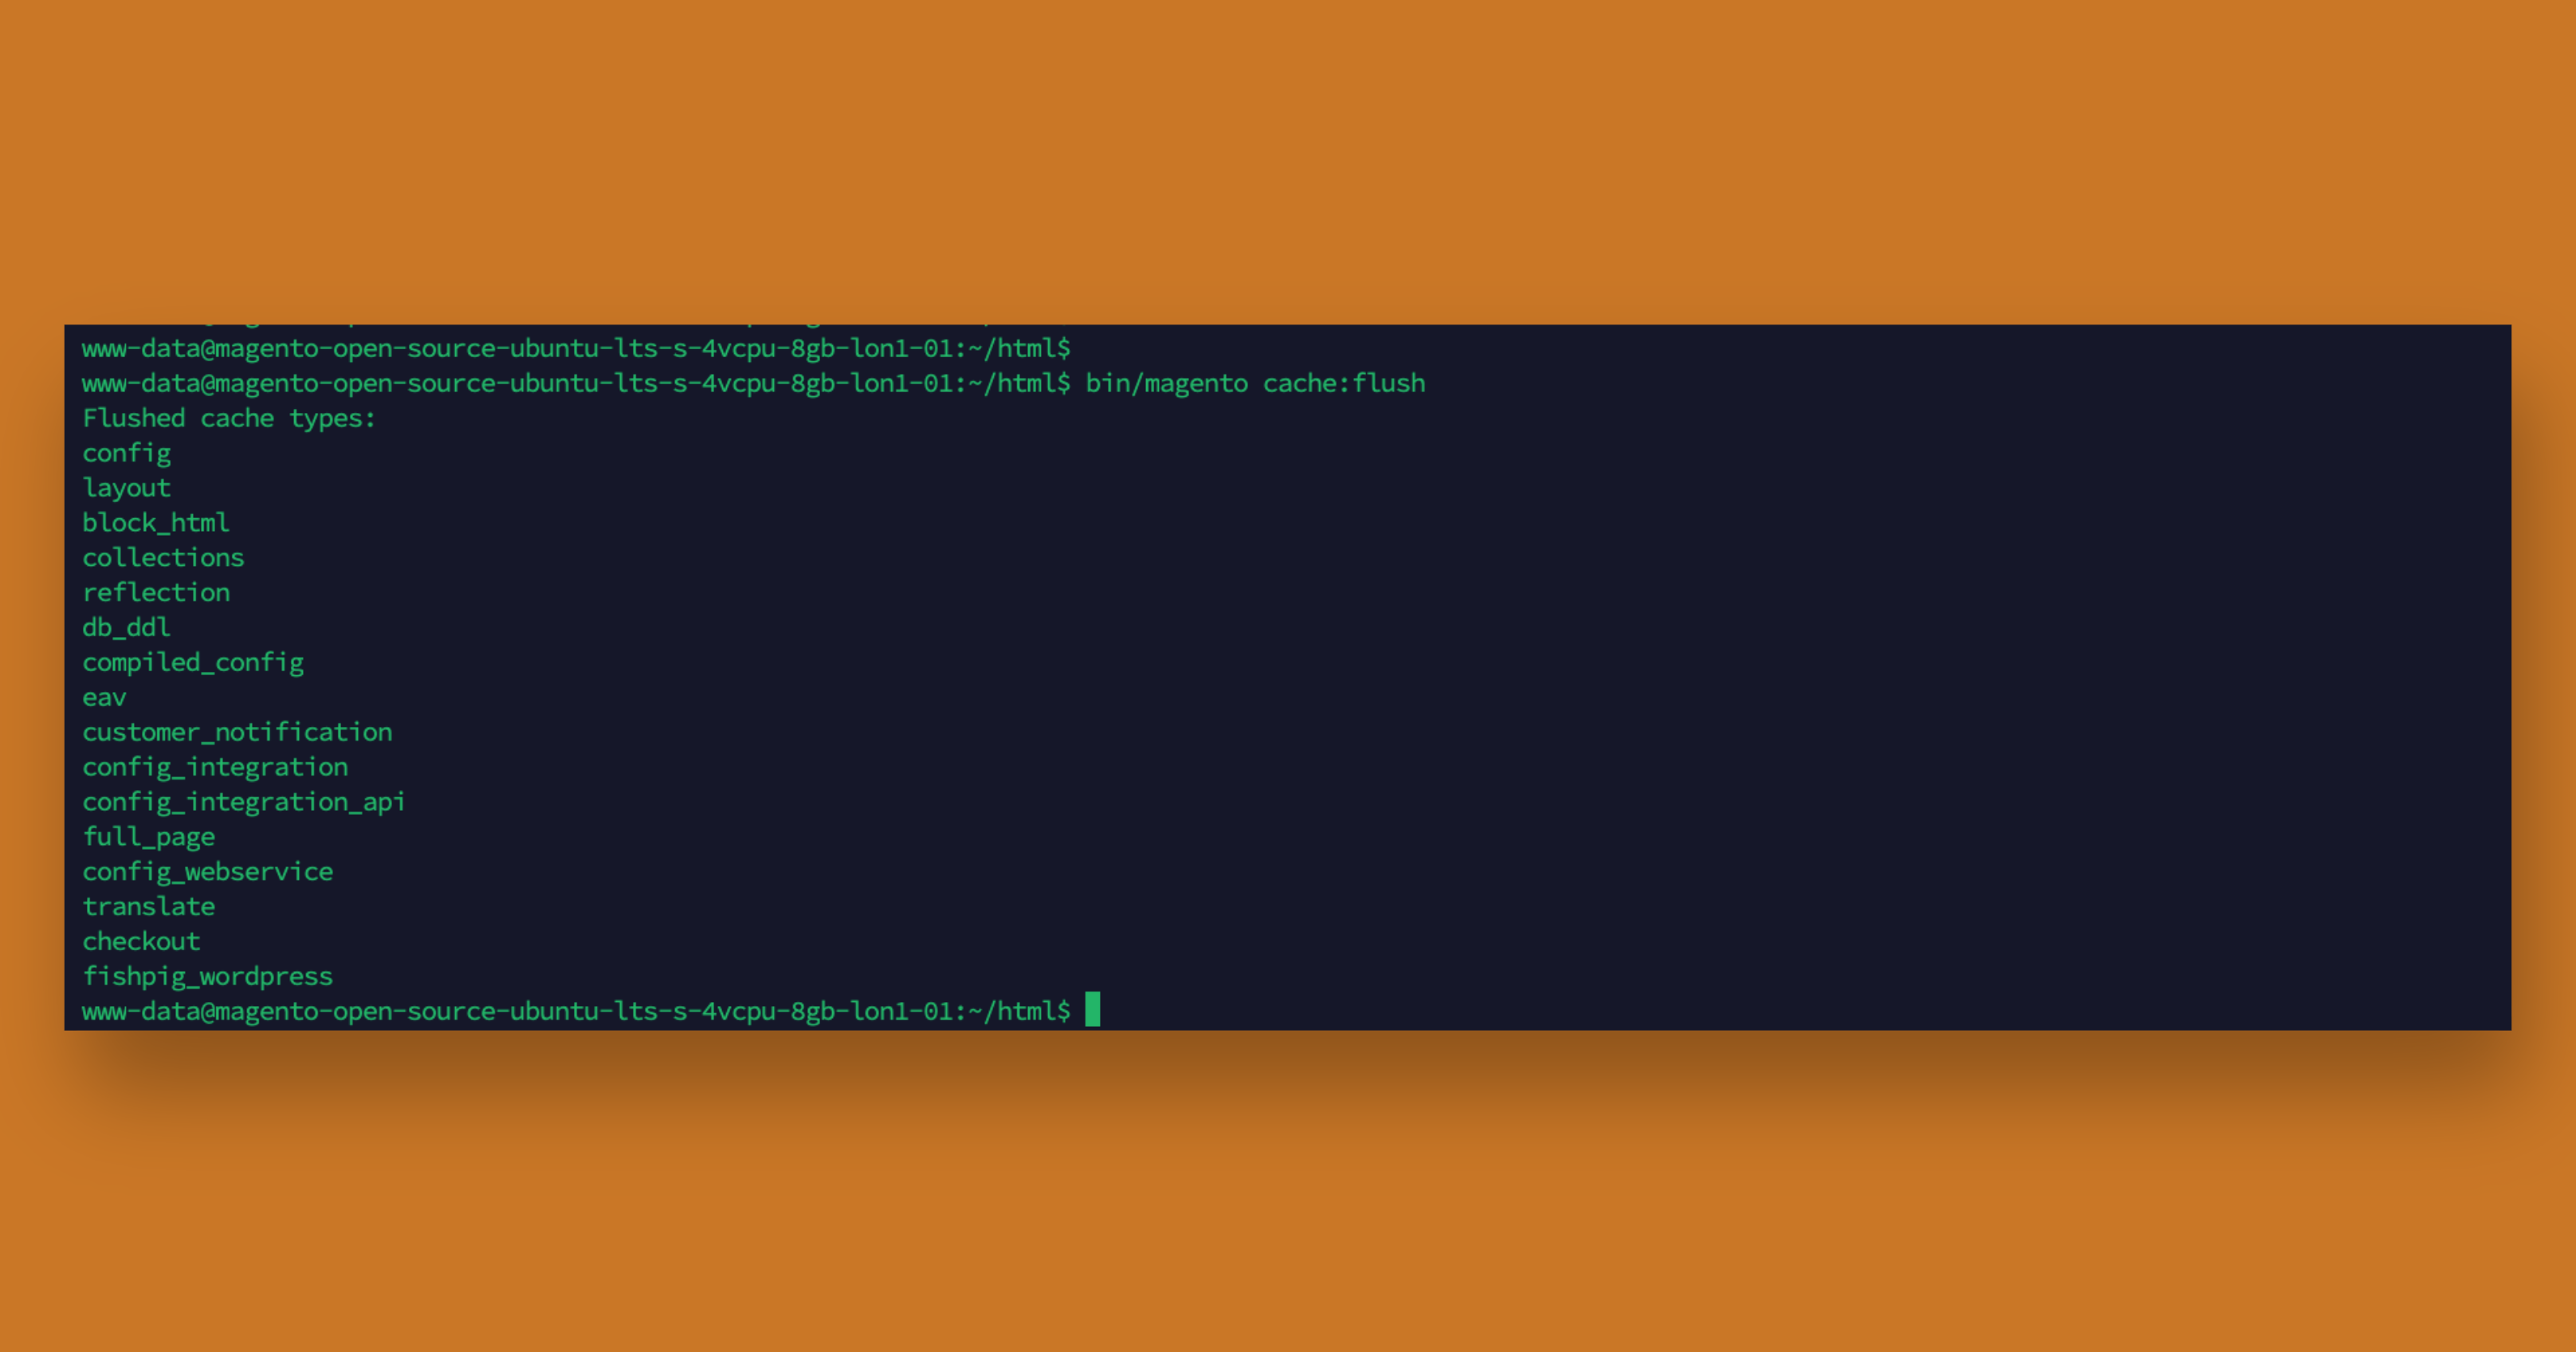 www-data@magento-open-source-ubuntu-lts-s-4vcpu-8gb-lon1-01:~/html$
www-data@magento-open-source-ubuntu-lts-s-4vcpu-8gb-lon1-01:~/html$ bin/magento cache:flush
Flushed cache types:
config
layout
block_html
collections
reflection
db_ddl
compiled_config
eav
customer_notification
config_integration
config_integration_api
full_page
config_webservice
translate
checkout
fishpig_wordpress
www-data@magento-open-source-ubuntu-lts-s-4vcpu-8gb-lon1-01:~/html$